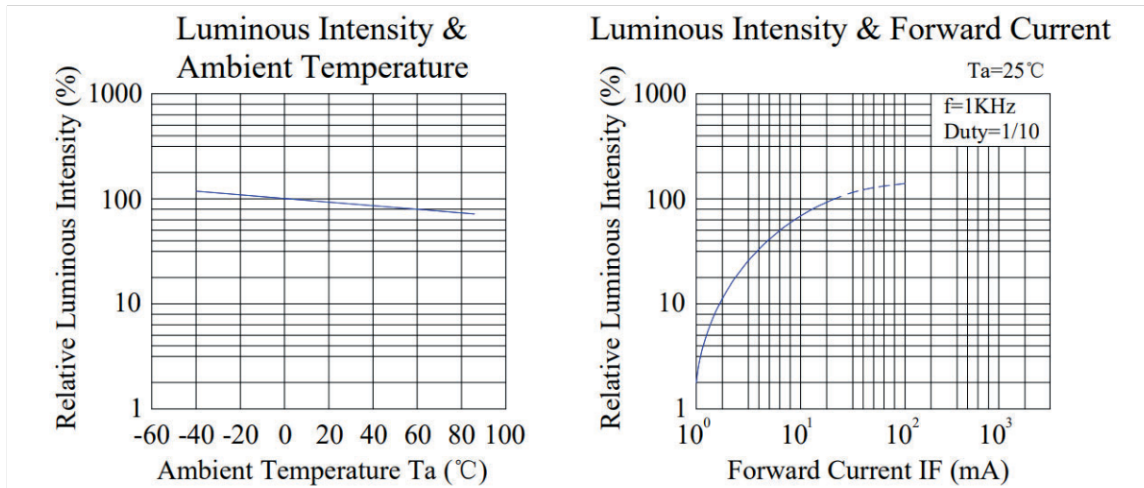 Luminous Intensity &
Ambient Temperature
Relative Luminous Intensity (%)
1000
100
10
1
-60 -40 -20 0 20 40 60 80 100
Ambient Temperature Ta (℃)
Luminous Intensity & Forward Current
Ta=25℃
f=1KHz
Duty=1/10
Relative Luminous Intensity (%)
1000
100
10
1
10⁰ 10¹ 10² 10³
Forward Current IF (mA)